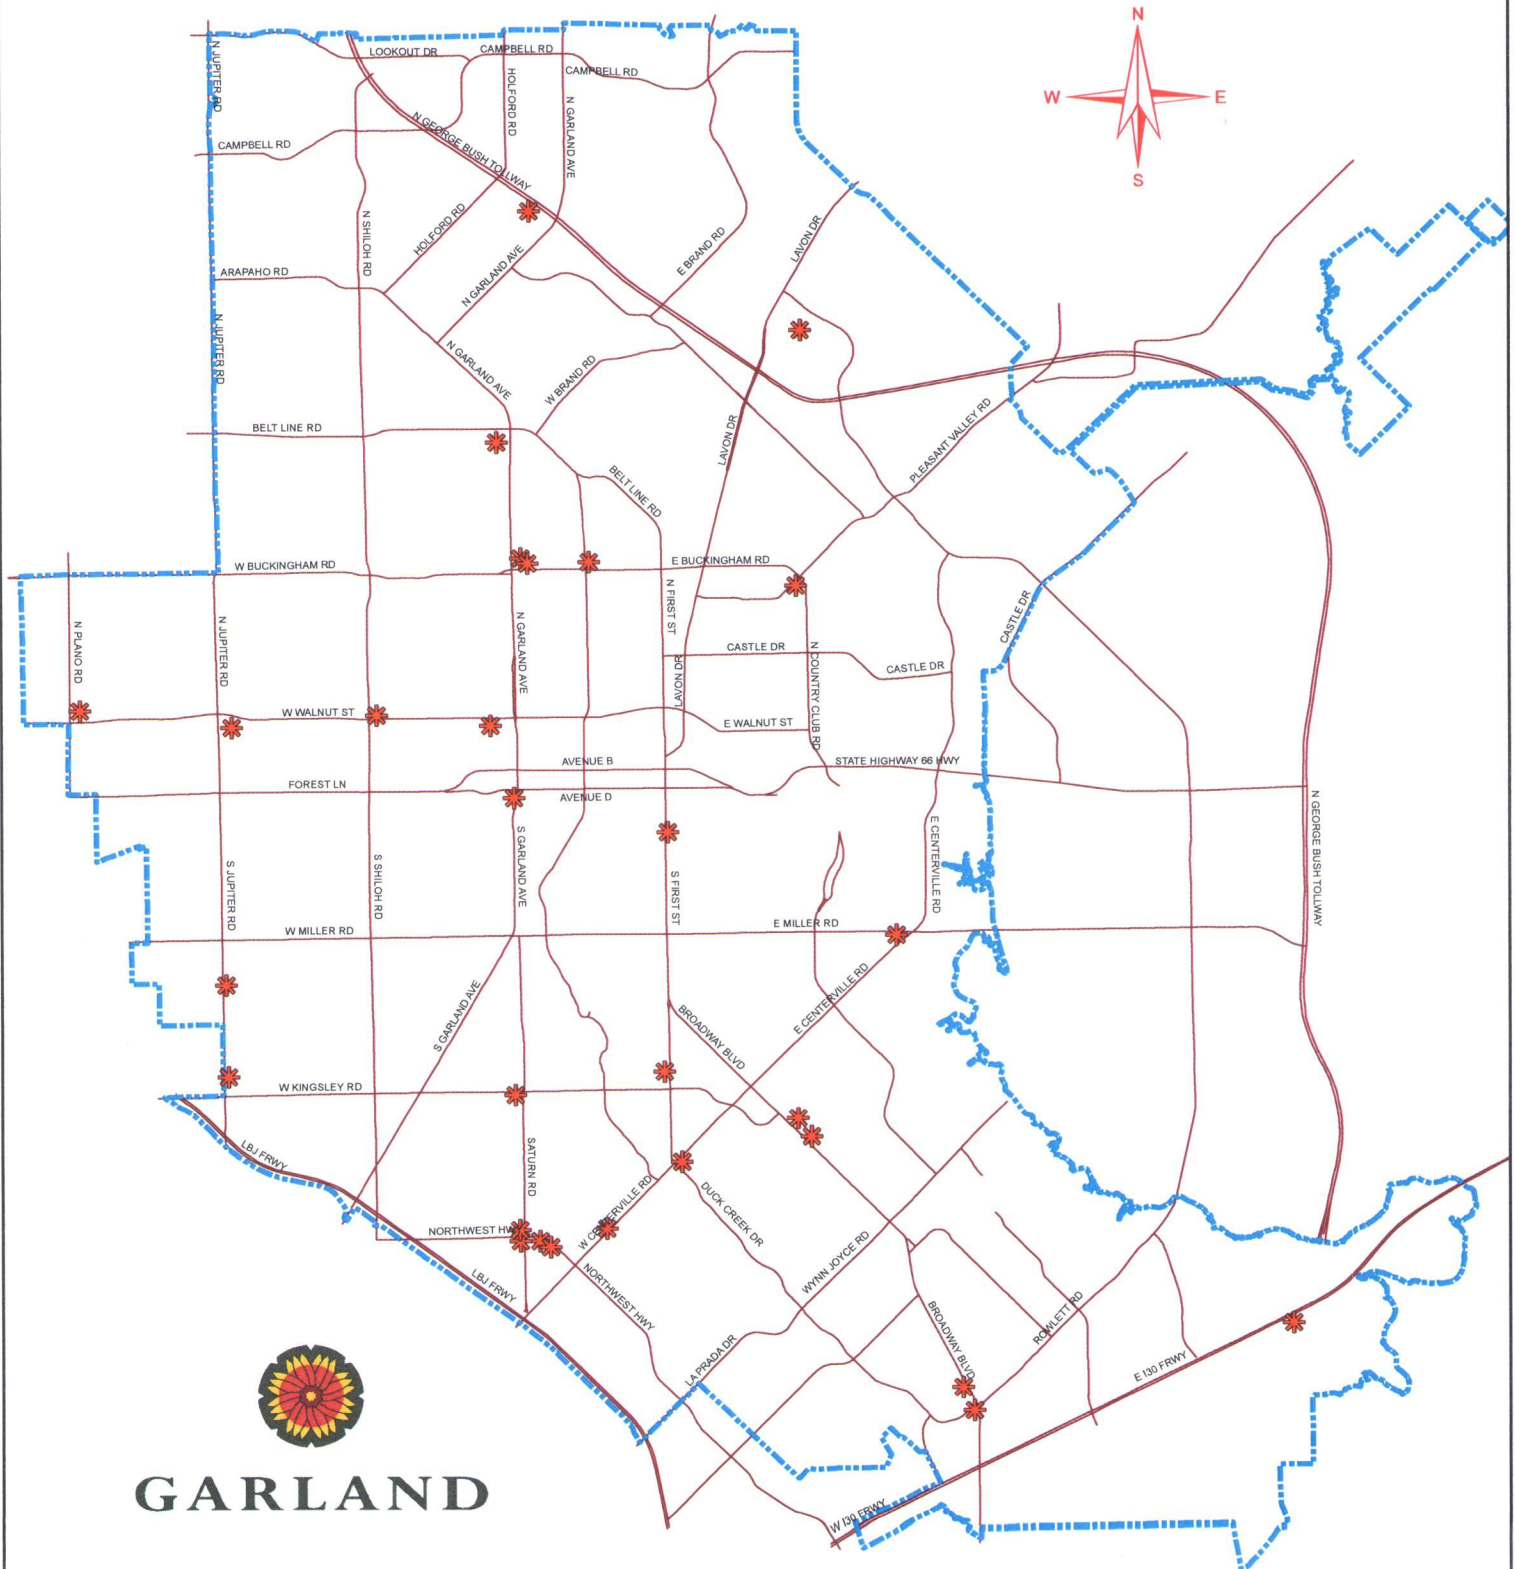 N
W
E
S
N JUPITER RD
LOOKOUT DR
CAMPBELL RD
CAMPBELL RD
HOLFORD RD
N GARLAND AVE
N GEORGE BUSH TOLLWAY
CAMPBELL RD
N SHILOH RD
HOLFORD RD
E BRAND RD
LAVON DR
N GARLAND AVE
ARAPAHO RD
N JUPITER RD
N GARLAND AVE
W BRAND RD
LAVON DR
PLEASANT VALLEY RD
BELT LINE RD
BELT LINE RD
W BUCKINGHAM RD
E BUCKINGHAM RD
N FIRST ST
CASTLE DR
N PLANO RD
N JUPITER RD
N GARLAND AVE
LAVON DR
CASTLE DR
N COUNTRY CLUB RD
CASTLE DR
W WALNUT ST
E WALNUT ST
AVENUE B
STATE HIGHWAY 66 HWY
FOREST LN
AVENUE D
N GEORGE BUSH TOLLWAY
S JUPITER RD
S SHILOH RD
S GARLAND AVE
S FIRST ST
E CENTERVILLE RD
W MILLER RD
E MILLER RD
S GARLAND AVE
BROADWAY BLVD
E CENTERVILLE RD
W KINGSLEY RD
LBJ FRWY
SATURN RD
W CENTERVILLE RD
DUCK CREEK DR
NORTHWEST HWY
WYNN JOYCE RD
LBJ FRWY
NORTHWEST HWY
LA PRADA DR
BROADWAY BLVD
ROWLETT RD
E I30 FRWY
W I30 FRWY
GARLAND